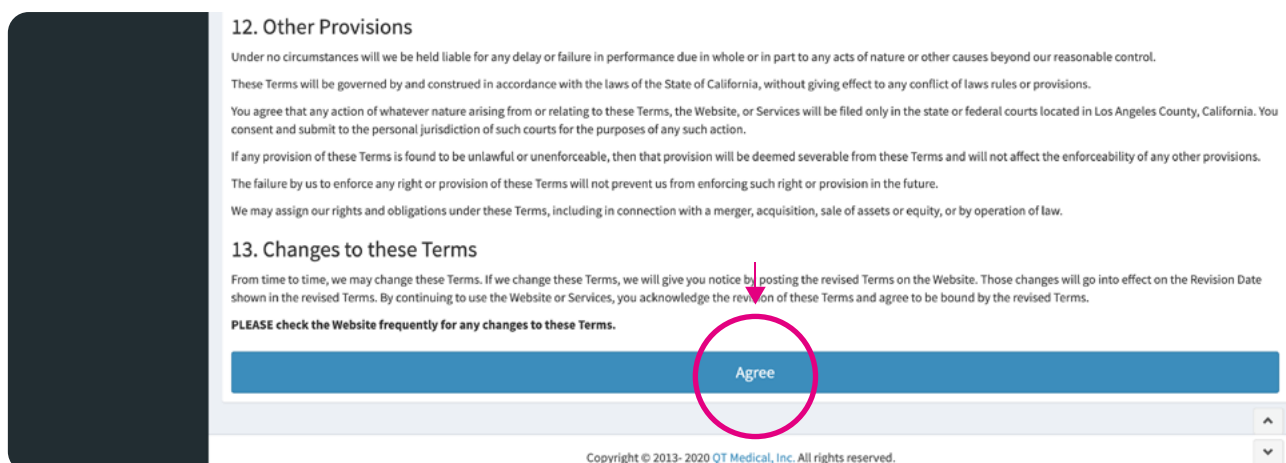 12. Other Provisions
Under no circumstances will we be held liable for any delay or failure in performance due in whole or in part to any acts of nature or other causes beyond our reasonable control.
These Terms will be governed by and construed in accordance with the laws of the State of California, without giving effect to any conflict of laws rules or provisions.
You agree that any action of whatever nature arising from or relating to these Terms, the Website, or Services will be filed only in the state or federal courts located in Los Angeles County, California. You
consent and submit to the personal jurisdiction of such courts for the purposes of any such action.
If any provision of these Terms is found to be unlawful or unenforceable, then that provision will be deemed severable from these Terms and will not affect the enforceability of any other provisions.
The failure by us to enforce any right or provision of these Terms will not prevent us from enforcing such right or provision in the future.
We may assign our rights and obligations under these Terms, including in connection with a merger, acquisition, sale of assets or equity, or by operation of law.
13. Changes to these Terms
From time to time, we may change these Terms. If we change these Terms, we will give you notice by posting the revised Terms on the Website. Those changes will go into effect on the Revision Date
shown in the revised Terms. By continuing to use the Website or Services, you acknowledge the revision of these Terms and agree to be bound by the revised Terms.
PLEASE check the Website frequently for any changes to these Terms.
Agree
Copyright © 2013- 2020 QT Medical, Inc. All rights reserved.